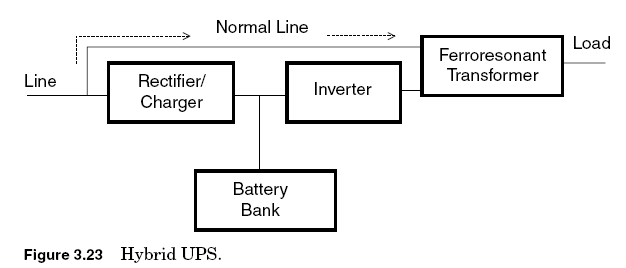 Normal Line
Load
Ferroresonant
Transformer
Line
Rectifier/
Charger
Inverter
Battery
Bank
Figure 3.23 Hybrid UPS.